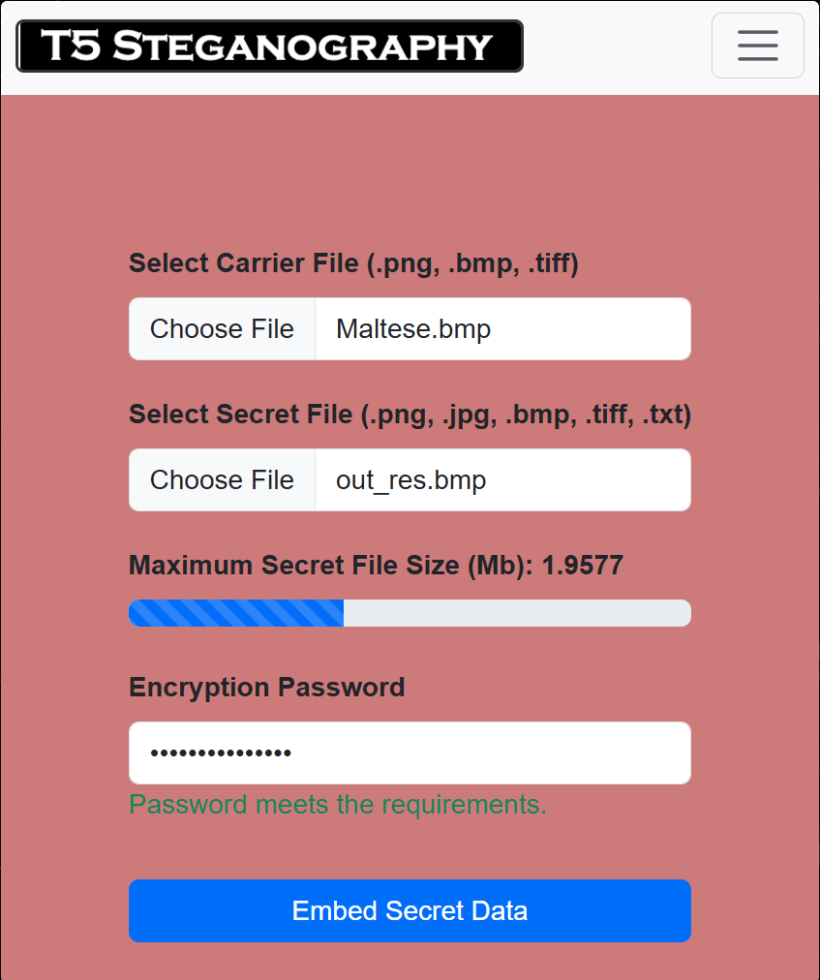 T5 Steganography
Select Carrier File (.png, .bmp, .tiff)
Choose File Maltese.bmp
Select Secret File (.png, .jpg, .bmp, .tiff, .txt)
Choose File out_res.bmp
Maximum Secret File Size (Mb): 1.9577
Encryption Password
•••••••••••••••
Password meets the requirements.
Embed Secret Data